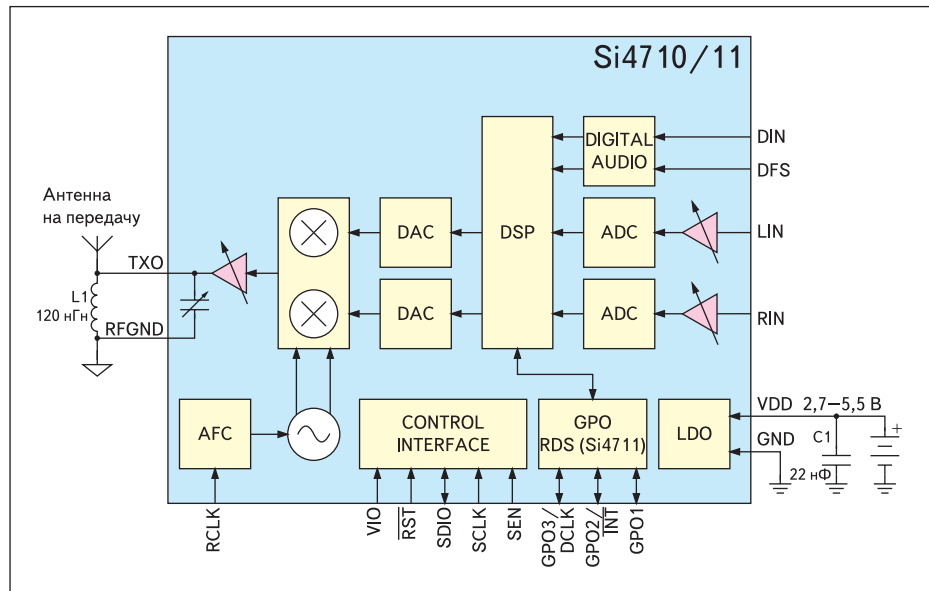 Si4710/11
DIGITAL
AUDIO
DIN
DFS
Антенна
на передачу
TXO
L1
120 нГн
RFGND
DAC
DSP
ADC
LIN
DAC
ADC
RIN
AFC
CONTROL
INTERFACE
GPO
RDS (Si4711)
LDO
VDD 2,7–5,5 В
GND
C1
22 нФ
+
RCLK
VIO
RST
SDIO
SCLK
SEN
GPO3/
DCLK
GPO2/
INT
GPO1